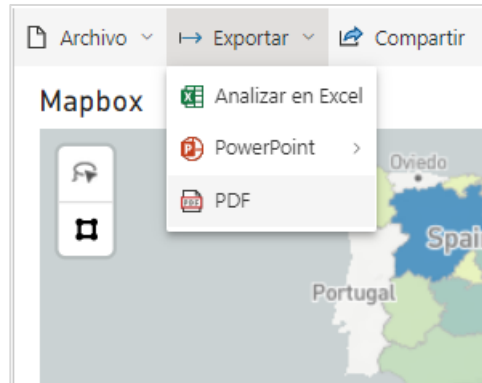 Archivo Exportar Compartir
Mapbox
Analizar en Excel
PowerPoint
PDF
Oviedo
Spai
Portugal